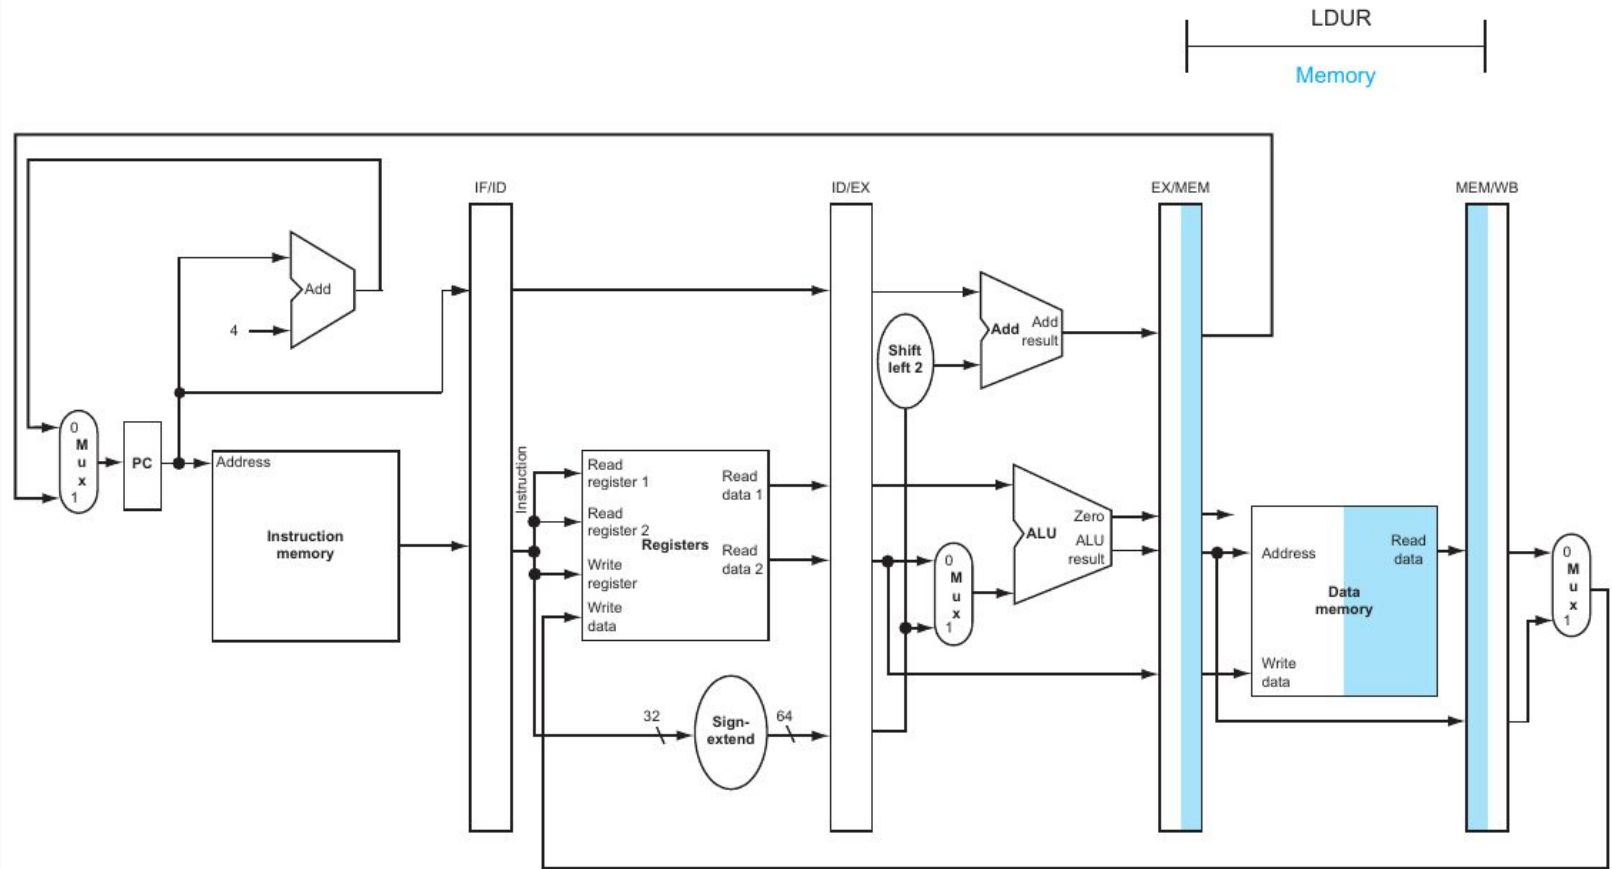 LDUR
Memory
IF/ID
ID/EX
EX/MEM
MEM/WB
Add
4
Shift
left 2
Add
Add
result
0
M
u
x
1
PC
Address
Instruction
memory
Instruction
Read
register 1
Read
register 2
Write
register
Write
data
Registers
Read
data 1
Read
data 2
32
Sign-
extend
64
0
M
u
x
1
ALU
Zero
ALU
result
Address
Read
data
Data
memory
Write
data
0
M
u
x
1